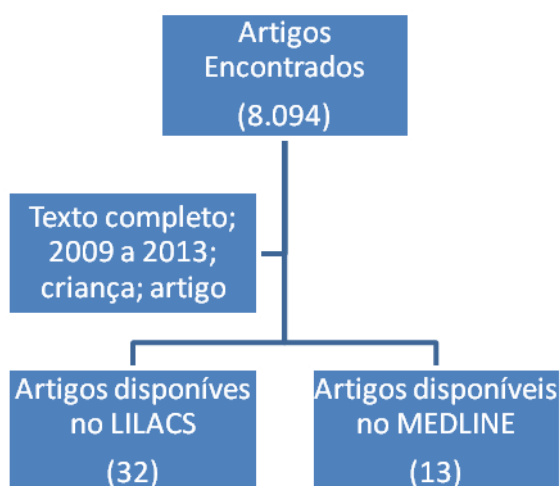 Artigos
Encontrados
(8.094)
Texto completo;
2009 a 2013;
criança; artigo
Artigos disponíves
no LILACS
(32)
Artigos disponíveis
no MEDLINE
(13)